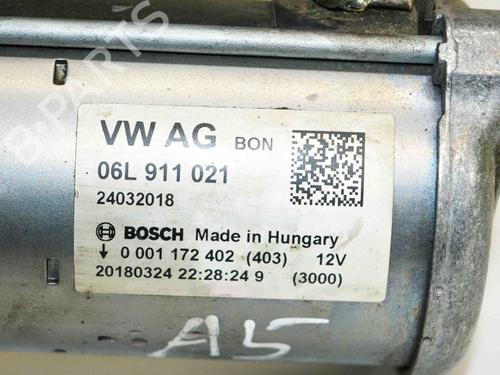 B-PARTS
VW AG BON
06L 911 021
24032018
BOSCH Made in Hungary
↓ 0 001 172 402 (403) 12V
20180324 22:28:24 9 (3000)
A5